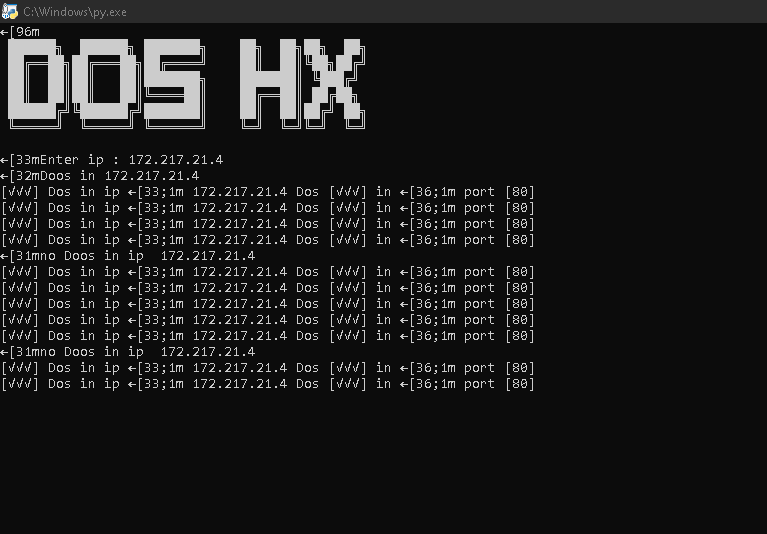 C:\Windows\py.exe
←[96m
DOS HX
←[33mEnter ip : 172.217.21.4
←[32mDoos in 172.217.21.4
[√√√] Dos in ip ←[33;1m 172.217.21.4 Dos [√√√] in ←[36;1m port [80]
[√√√] Dos in ip ←[33;1m 172.217.21.4 Dos [√√√] in ←[36;1m port [80]
[√√√] Dos in ip ←[33;1m 172.217.21.4 Dos [√√√] in ←[36;1m port [80]
[√√√] Dos in ip ←[33;1m 172.217.21.4 Dos [√√√] in ←[36;1m port [80]
←[31mno Doos in ip  172.217.21.4
[√√√] Dos in ip ←[33;1m 172.217.21.4 Dos [√√√] in ←[36;1m port [80]
[√√√] Dos in ip ←[33;1m 172.217.21.4 Dos [√√√] in ←[36;1m port [80]
[√√√] Dos in ip ←[33;1m 172.217.21.4 Dos [√√√] in ←[36;1m port [80]
[√√√] Dos in ip ←[33;1m 172.217.21.4 Dos [√√√] in ←[36;1m port [80]
[√√√] Dos in ip ←[33;1m 172.217.21.4 Dos [√√√] in ←[36;1m port [80]
←[31mno Doos in ip  172.217.21.4
[√√√] Dos in ip ←[33;1m 172.217.21.4 Dos [√√√] in ←[36;1m port [80]
[√√√] Dos in ip ←[33;1m 172.217.21.4 Dos [√√√] in ←[36;1m port [80]